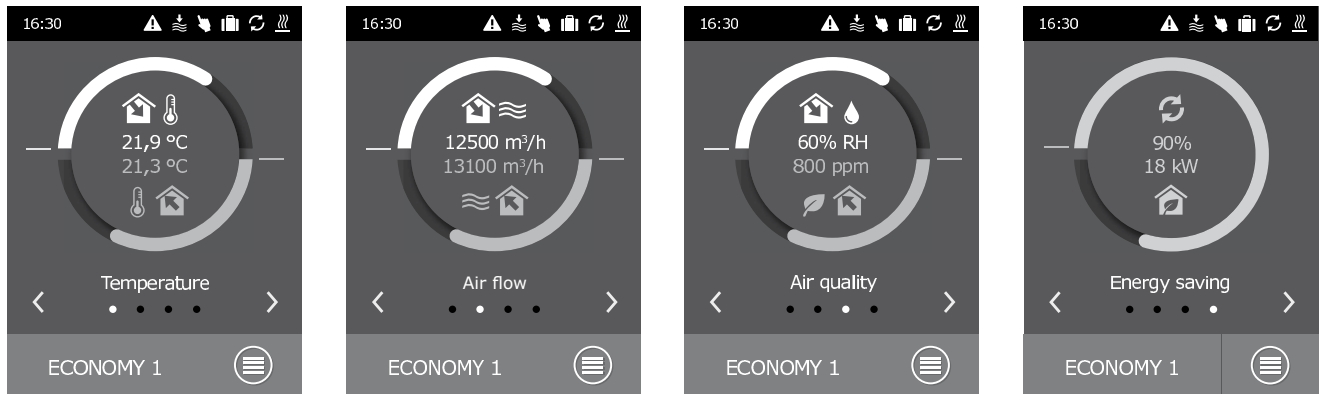 16:30
21,9 ºC
21,3 ºC
Temperature
ECONOMY 1
16:30
12500 m³/h
13100 m³/h
Air flow
ECONOMY 1
16:30
60% RH
800 ppm
Air quality
ECONOMY 1
16:30
90%
18 kW
Energy saving
ECONOMY 1